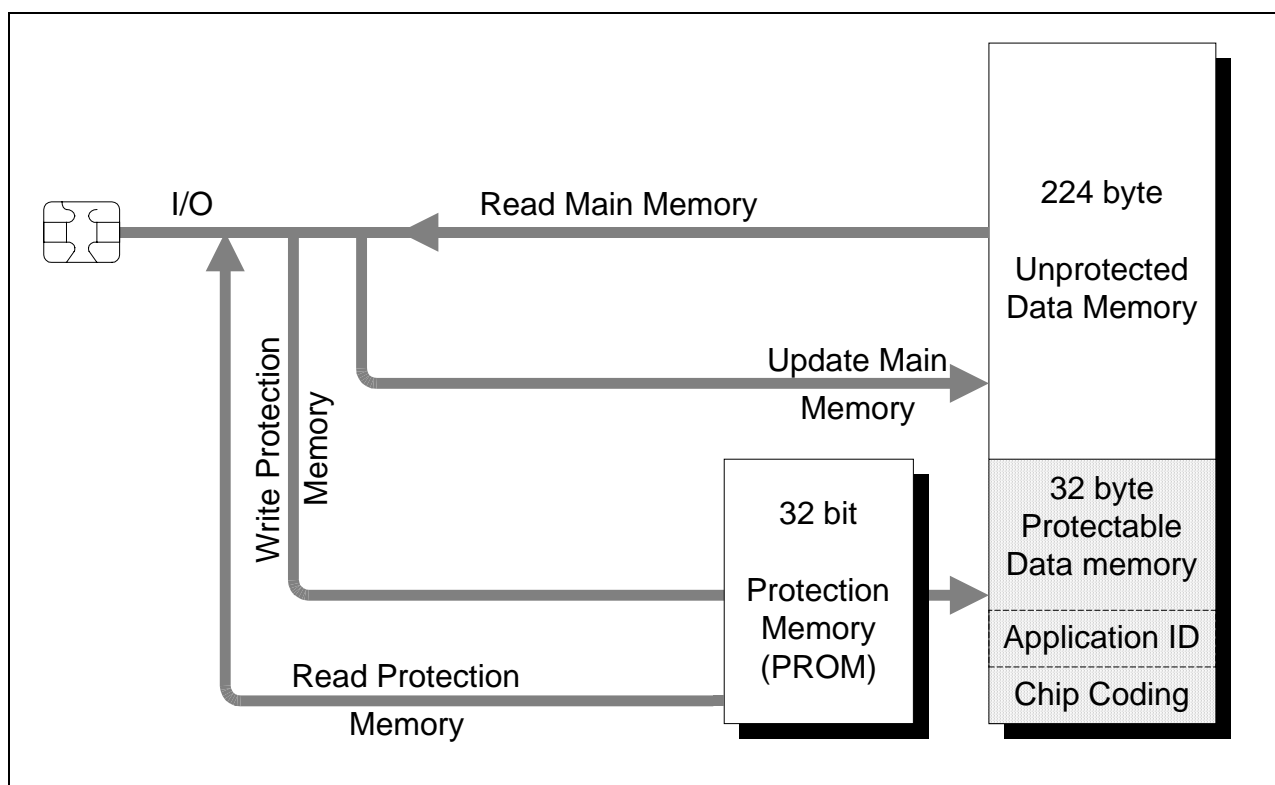 I/O
Read Main Memory
224 byte
Unprotected
Data Memory
Update Main
Memory
Write Protection
Memory
32 bit
Protection
Memory
(PROM)
32 byte
Protectable
Data memory
Application ID
Chip Coding
Read Protection
Memory